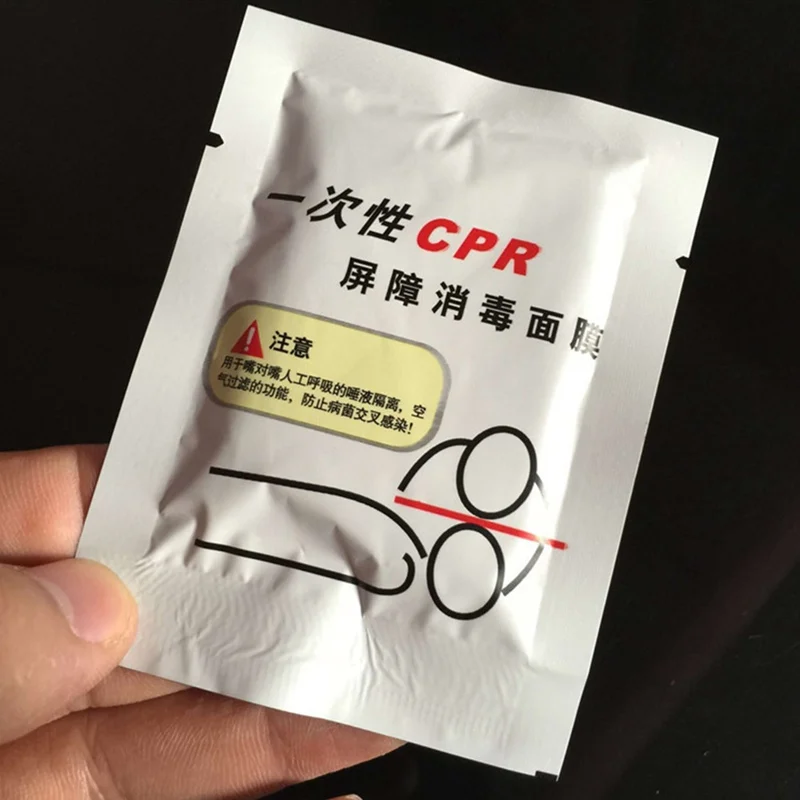 一次性CPR
屏障消毒面膜
注意
用于嘴对嘴人工呼吸的唾液隔离，空
气过滤的功能，防止病菌交叉感染！